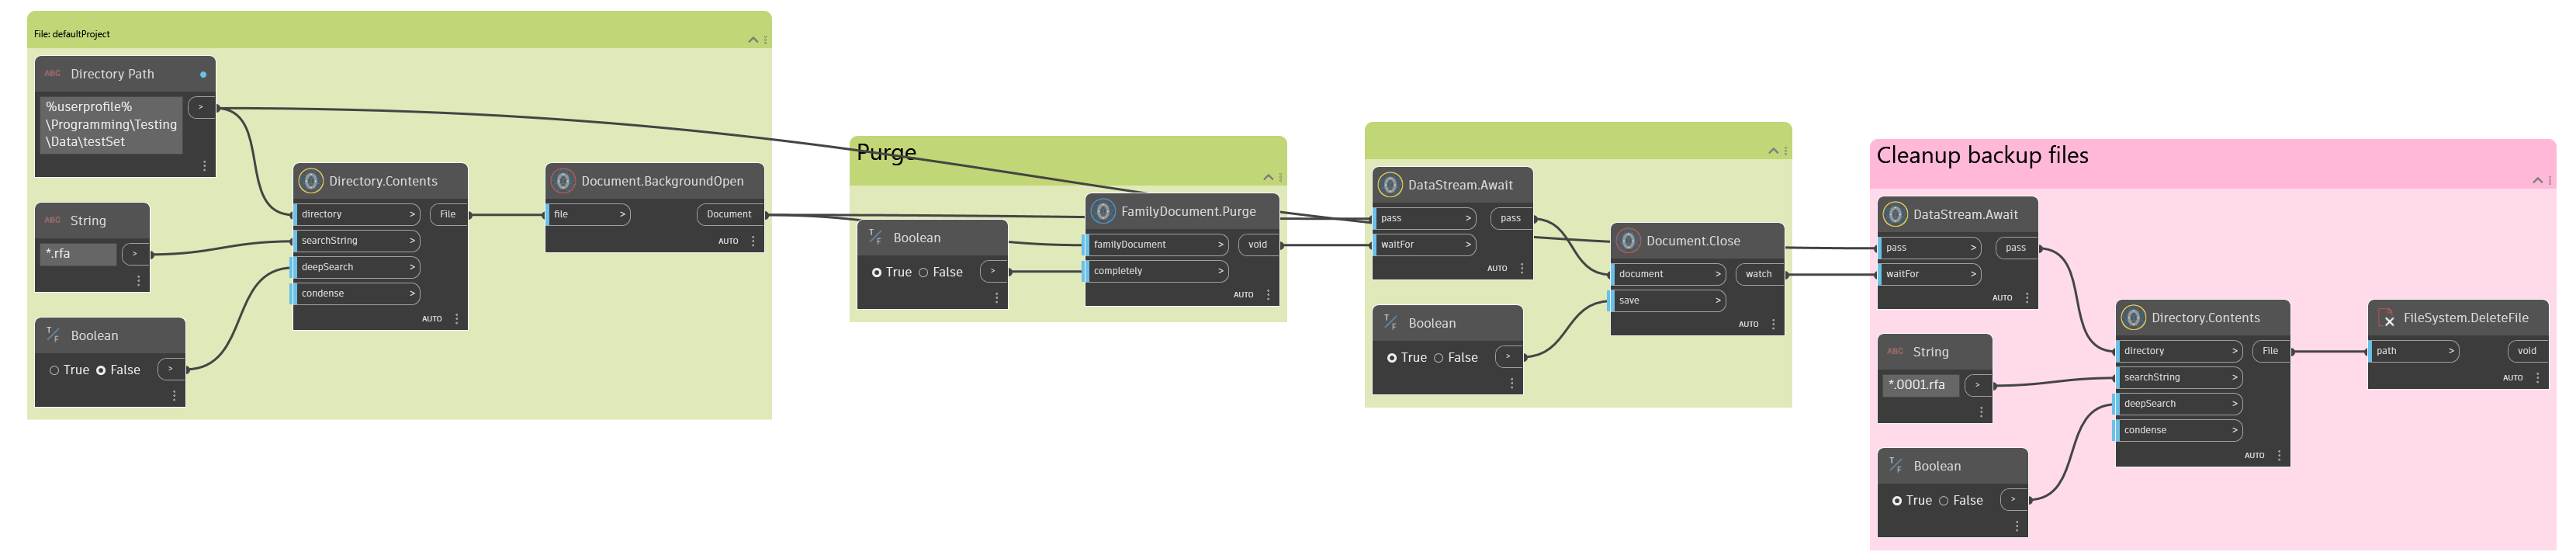 File: defaultProject
ABC Directory Path
%userprofile%
\Programming\Testing
\Data\testSet
>
ABC String
*.rfa >
T/F Boolean
True False >
Directory.Contents
directory > File
searchString >
deepSearch >
condense >
AUTO
Document.BackgroundOpen
file > Document
AUTO
Purge
T/F Boolean
True False >
FamilyDocument.Purge
familyDocument > void
completely >
AUTO
DataStream.Await
pass > pass
waitFor >
AUTO
T/F Boolean
True False >
Document.Close
document > watch
save >
AUTO
Cleanup backup files
DataStream.Await
pass > pass
waitFor >
AUTO
ABC String
*.0001.rfa >
T/F Boolean
True False >
Directory.Contents
directory > File
searchString >
deepSearch >
condense >
AUTO
FileSystem.DeleteFile
path > void
AUTO